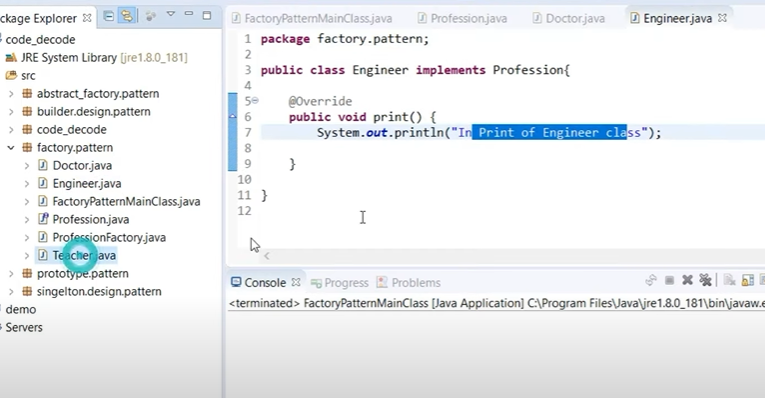 Package Explorer
code_decode
JRE System Library [jre1.8.0_181]
src
abstract_factory.pattern
builder.design.pattern
code_decode
factory.pattern
Doctor.java
Engineer.java
FactoryPatternMainClass.java
Profession.java
ProfessionFactory.java
Teacher.java
prototype.pattern
singelton.design.pattern
demo
Servers
FactoryPatternMainClass.java Profession.java Doctor.java Engineer.java
1 package factory.pattern;
2
3 public class Engineer implements Profession{
4
5 @Override
6 public void print() {
7 System.out.println("In Print of Engineer class");
8
9 }
10
11 }
12
Console Progress Problems
<terminated> FactoryPatternMainClass [Java Application] C:\Program Files\Java\jre1.8.0_181\bin\javaw.e